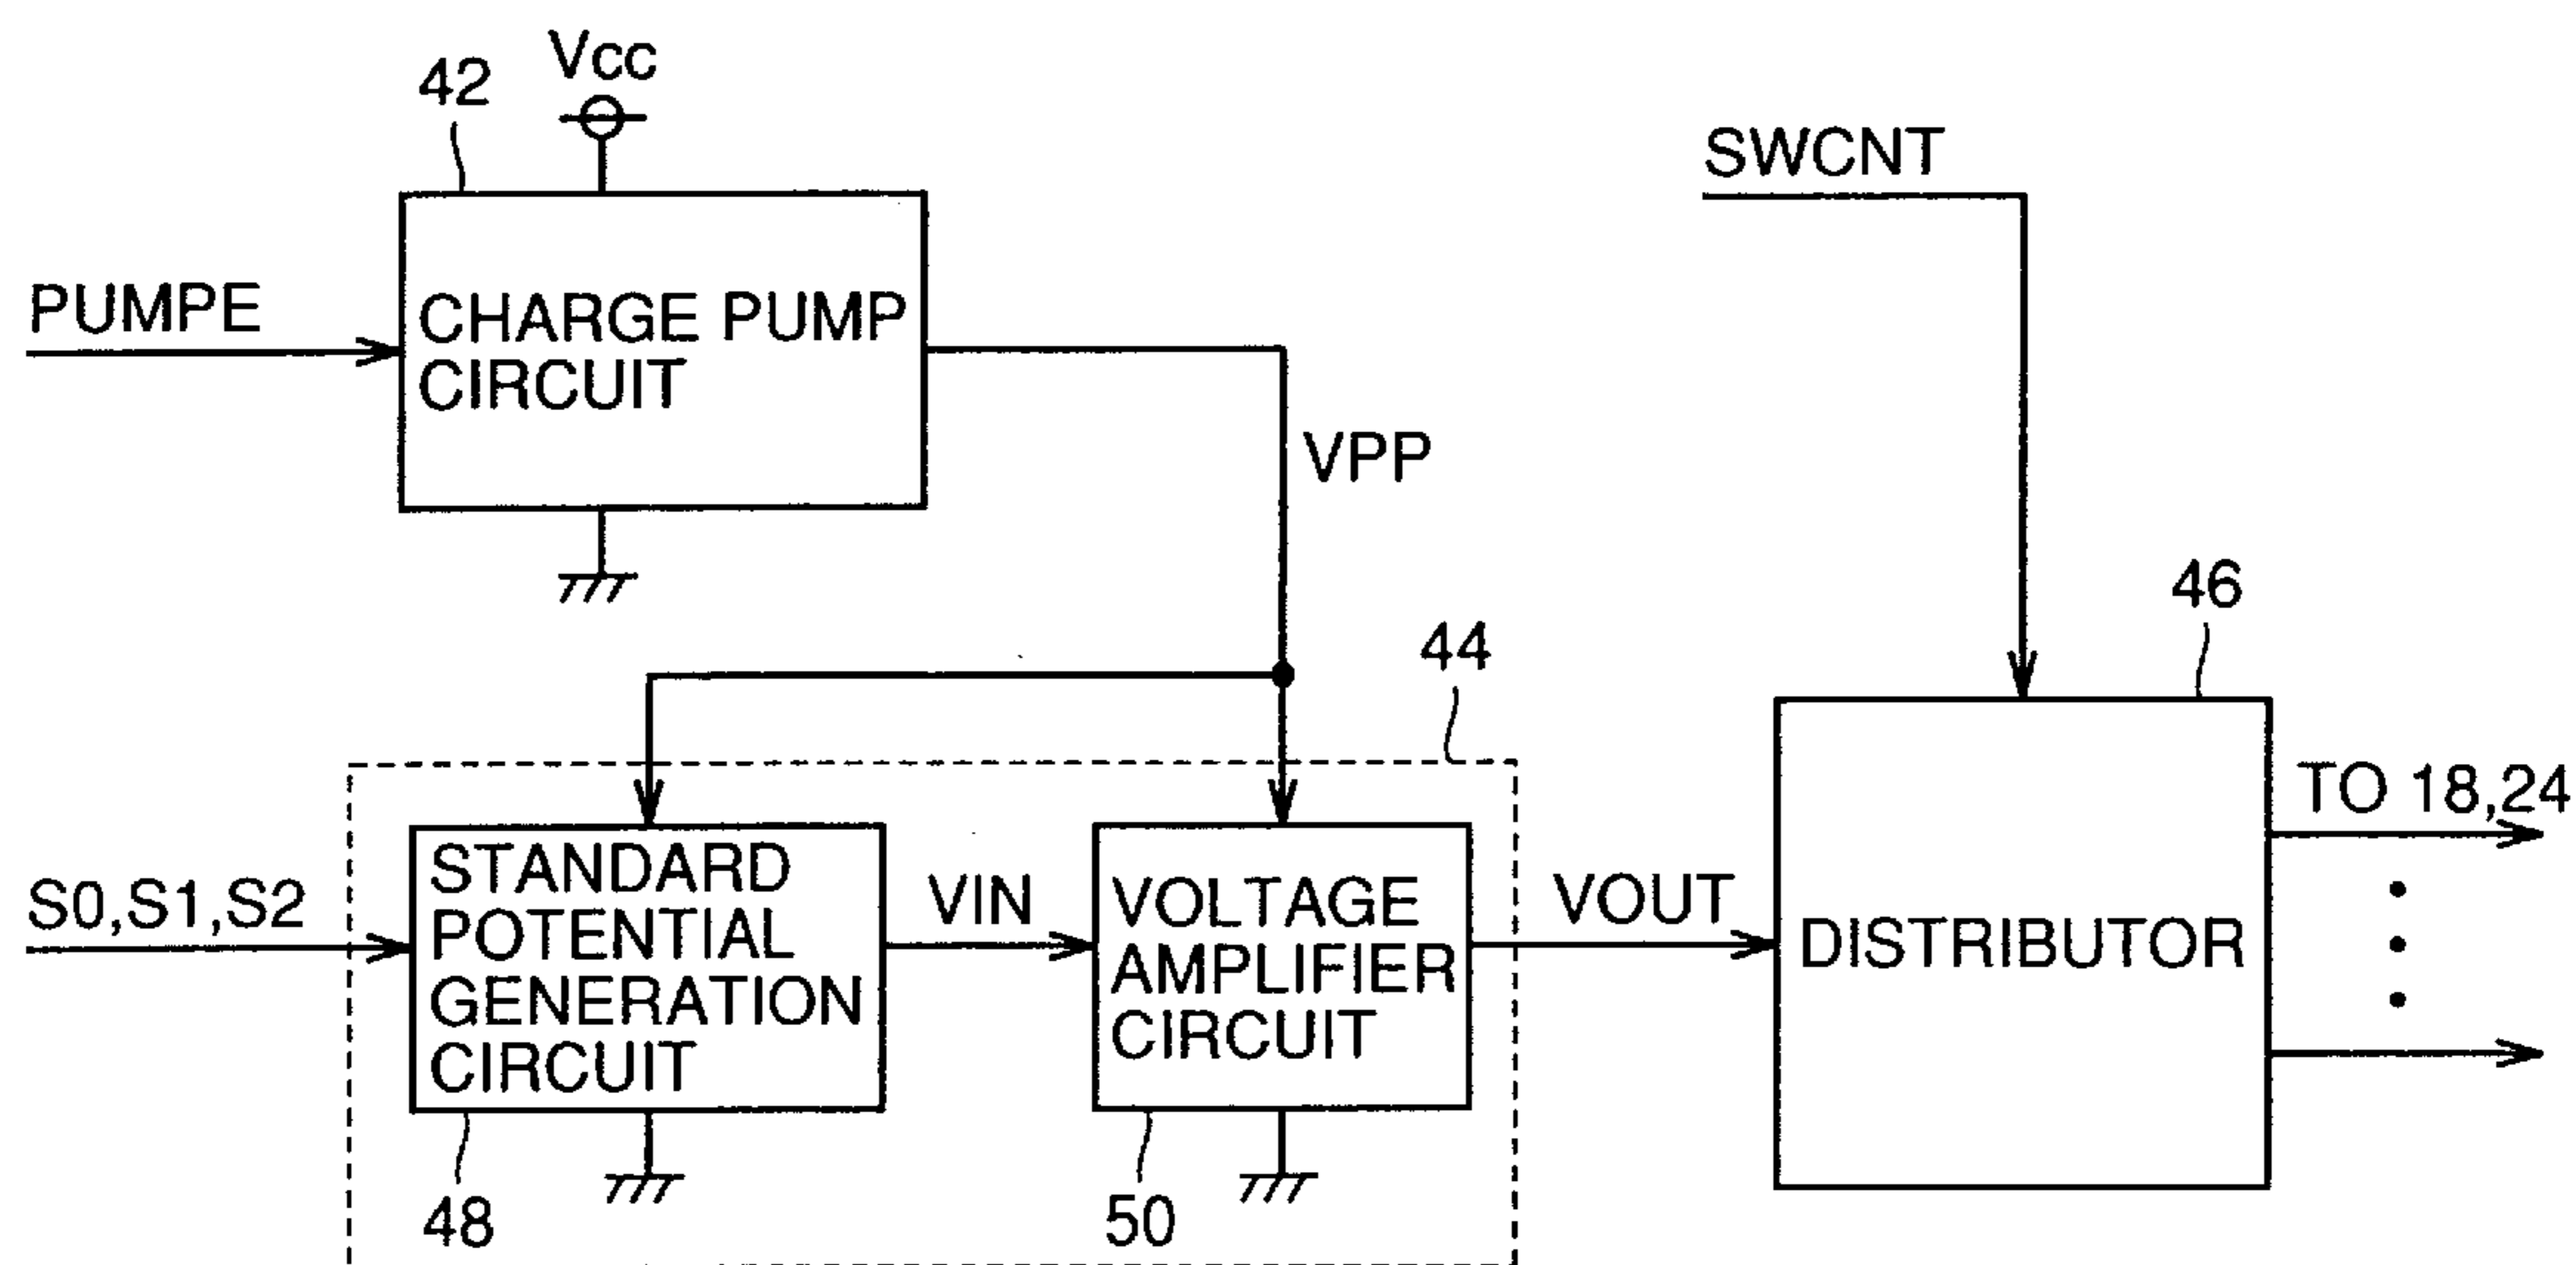 Vcc
42
SWCNT
PUMPE
CHARGE PUMP
CIRCUIT
VPP
46
44
TO 18,24
S0,S1,S2
STANDARD
POTENTIAL
GENERATION
CIRCUIT
VIN
VOLTAGE
AMPLIFIER
CIRCUIT
VOUT
DISTRIBUTOR
48
50